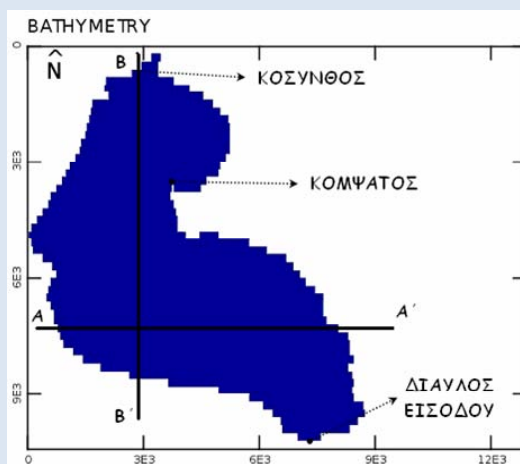 BATHYMETRY
0
N̂
B
ΚΟΣΥΝΘΟΣ
3E3
ΚΟΜΨΑΤΟΣ
6E3
A
A΄
9E3
B΄
ΔΙΑΥΛΟΣ
ΕΙΣΟΔΟΥ
0 3E3 6E3 9E3 12E3